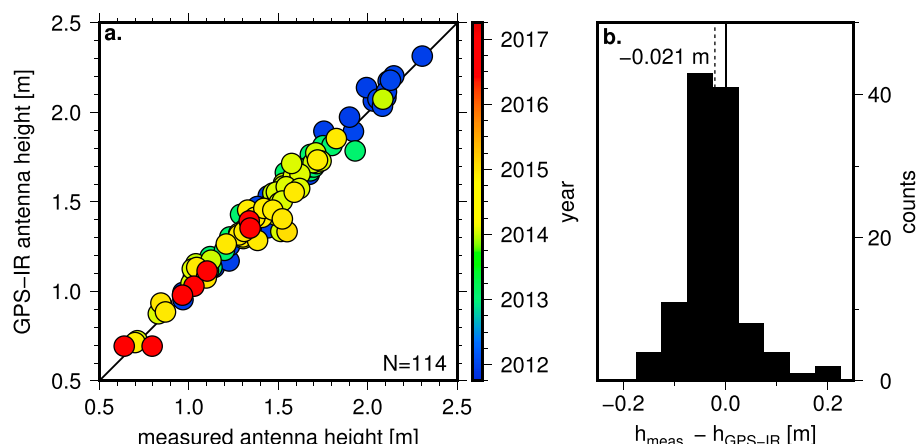 a.
GPS−IR antenna height [m]
2.5
2.0
1.5
1.0
0.5
N=114
0.5 1.0 1.5 2.0 2.5
measured antenna height [m]
2017
2016
2015
2014
2013
2012
year
b.
−0.021 m
40
20
0
counts
−0.2 0.0 0.2
hmeas − hGPS−IR [m]